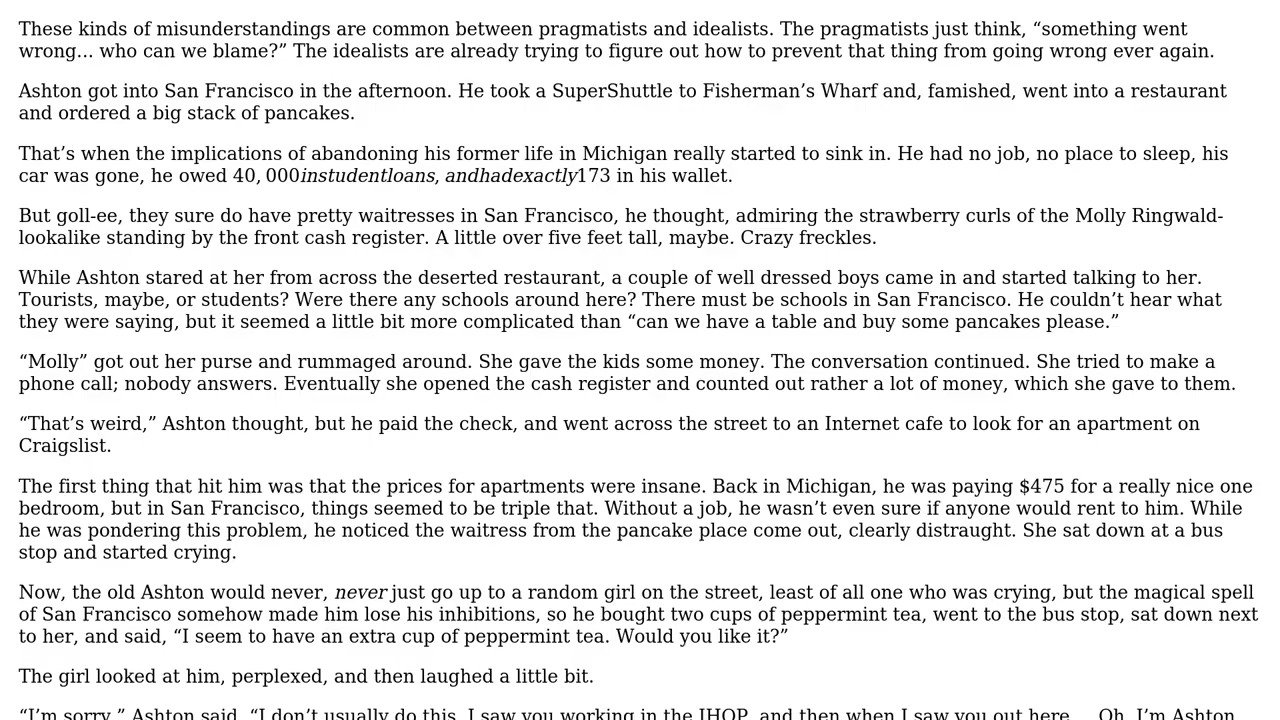 These kinds of misunderstandings are common between pragmatists and idealists. The pragmatists just think, “something went
wrong… who can we blame?” The idealists are already trying to figure out how to prevent that thing from going wrong ever again.
Ashton got into San Francisco in the afternoon. He took a SuperShuttle to Fisherman’s Wharf and, famished, went into a restaurant
and ordered a big stack of pancakes.
That’s when the implications of abandoning his former life in Michigan really started to sink in. He had no job, no place to sleep, his
car was gone, he owed 40, 000instudentloans, andhadexactly173 in his wallet.
But goll-ee, they sure do have pretty waitresses in San Francisco, he thought, admiring the strawberry curls of the Molly Ringwald-
lookalike standing by the front cash register. A little over five feet tall, maybe. Crazy freckles.
While Ashton stared at her from across the deserted restaurant, a couple of well dressed boys came in and started talking to her.
Tourists, maybe, or students? Were there any schools around here? There must be schools in San Francisco. He couldn’t hear what
they were saying, but it seemed a little bit more complicated than “can we have a table and buy some pancakes please.”
“Molly” got out her purse and rummaged around. She gave the kids some money. The conversation continued. She tried to make a
phone call; nobody answers. Eventually she opened the cash register and counted out rather a lot of money, which she gave to them.
“That’s weird,” Ashton thought, but he paid the check, and went across the street to an Internet cafe to look for an apartment on
Craigslist.
The first thing that hit him was that the prices for apartments were insane. Back in Michigan, he was paying $475 for a really nice one
bedroom, but in San Francisco, things seemed to be triple that. Without a job, he wasn’t even sure if anyone would rent to him. While
he was pondering this problem, he noticed the waitress from the pancake place come out, clearly distraught. She sat down at a bus
stop and started crying.
Now, the old Ashton would never, never just go up to a random girl on the street, least of all one who was crying, but the magical spell
of San Francisco somehow made him lose his inhibitions, so he bought two cups of peppermint tea, went to the bus stop, sat down next
to her, and said, “I seem to have an extra cup of peppermint tea. Would you like it?”
The girl looked at him, perplexed, and then laughed a little bit.
“I’m sorry,” Ashton said, “I don’t usually do this. I saw you working in the IHOP, and then when I saw you out here… Oh, I’m Ashton